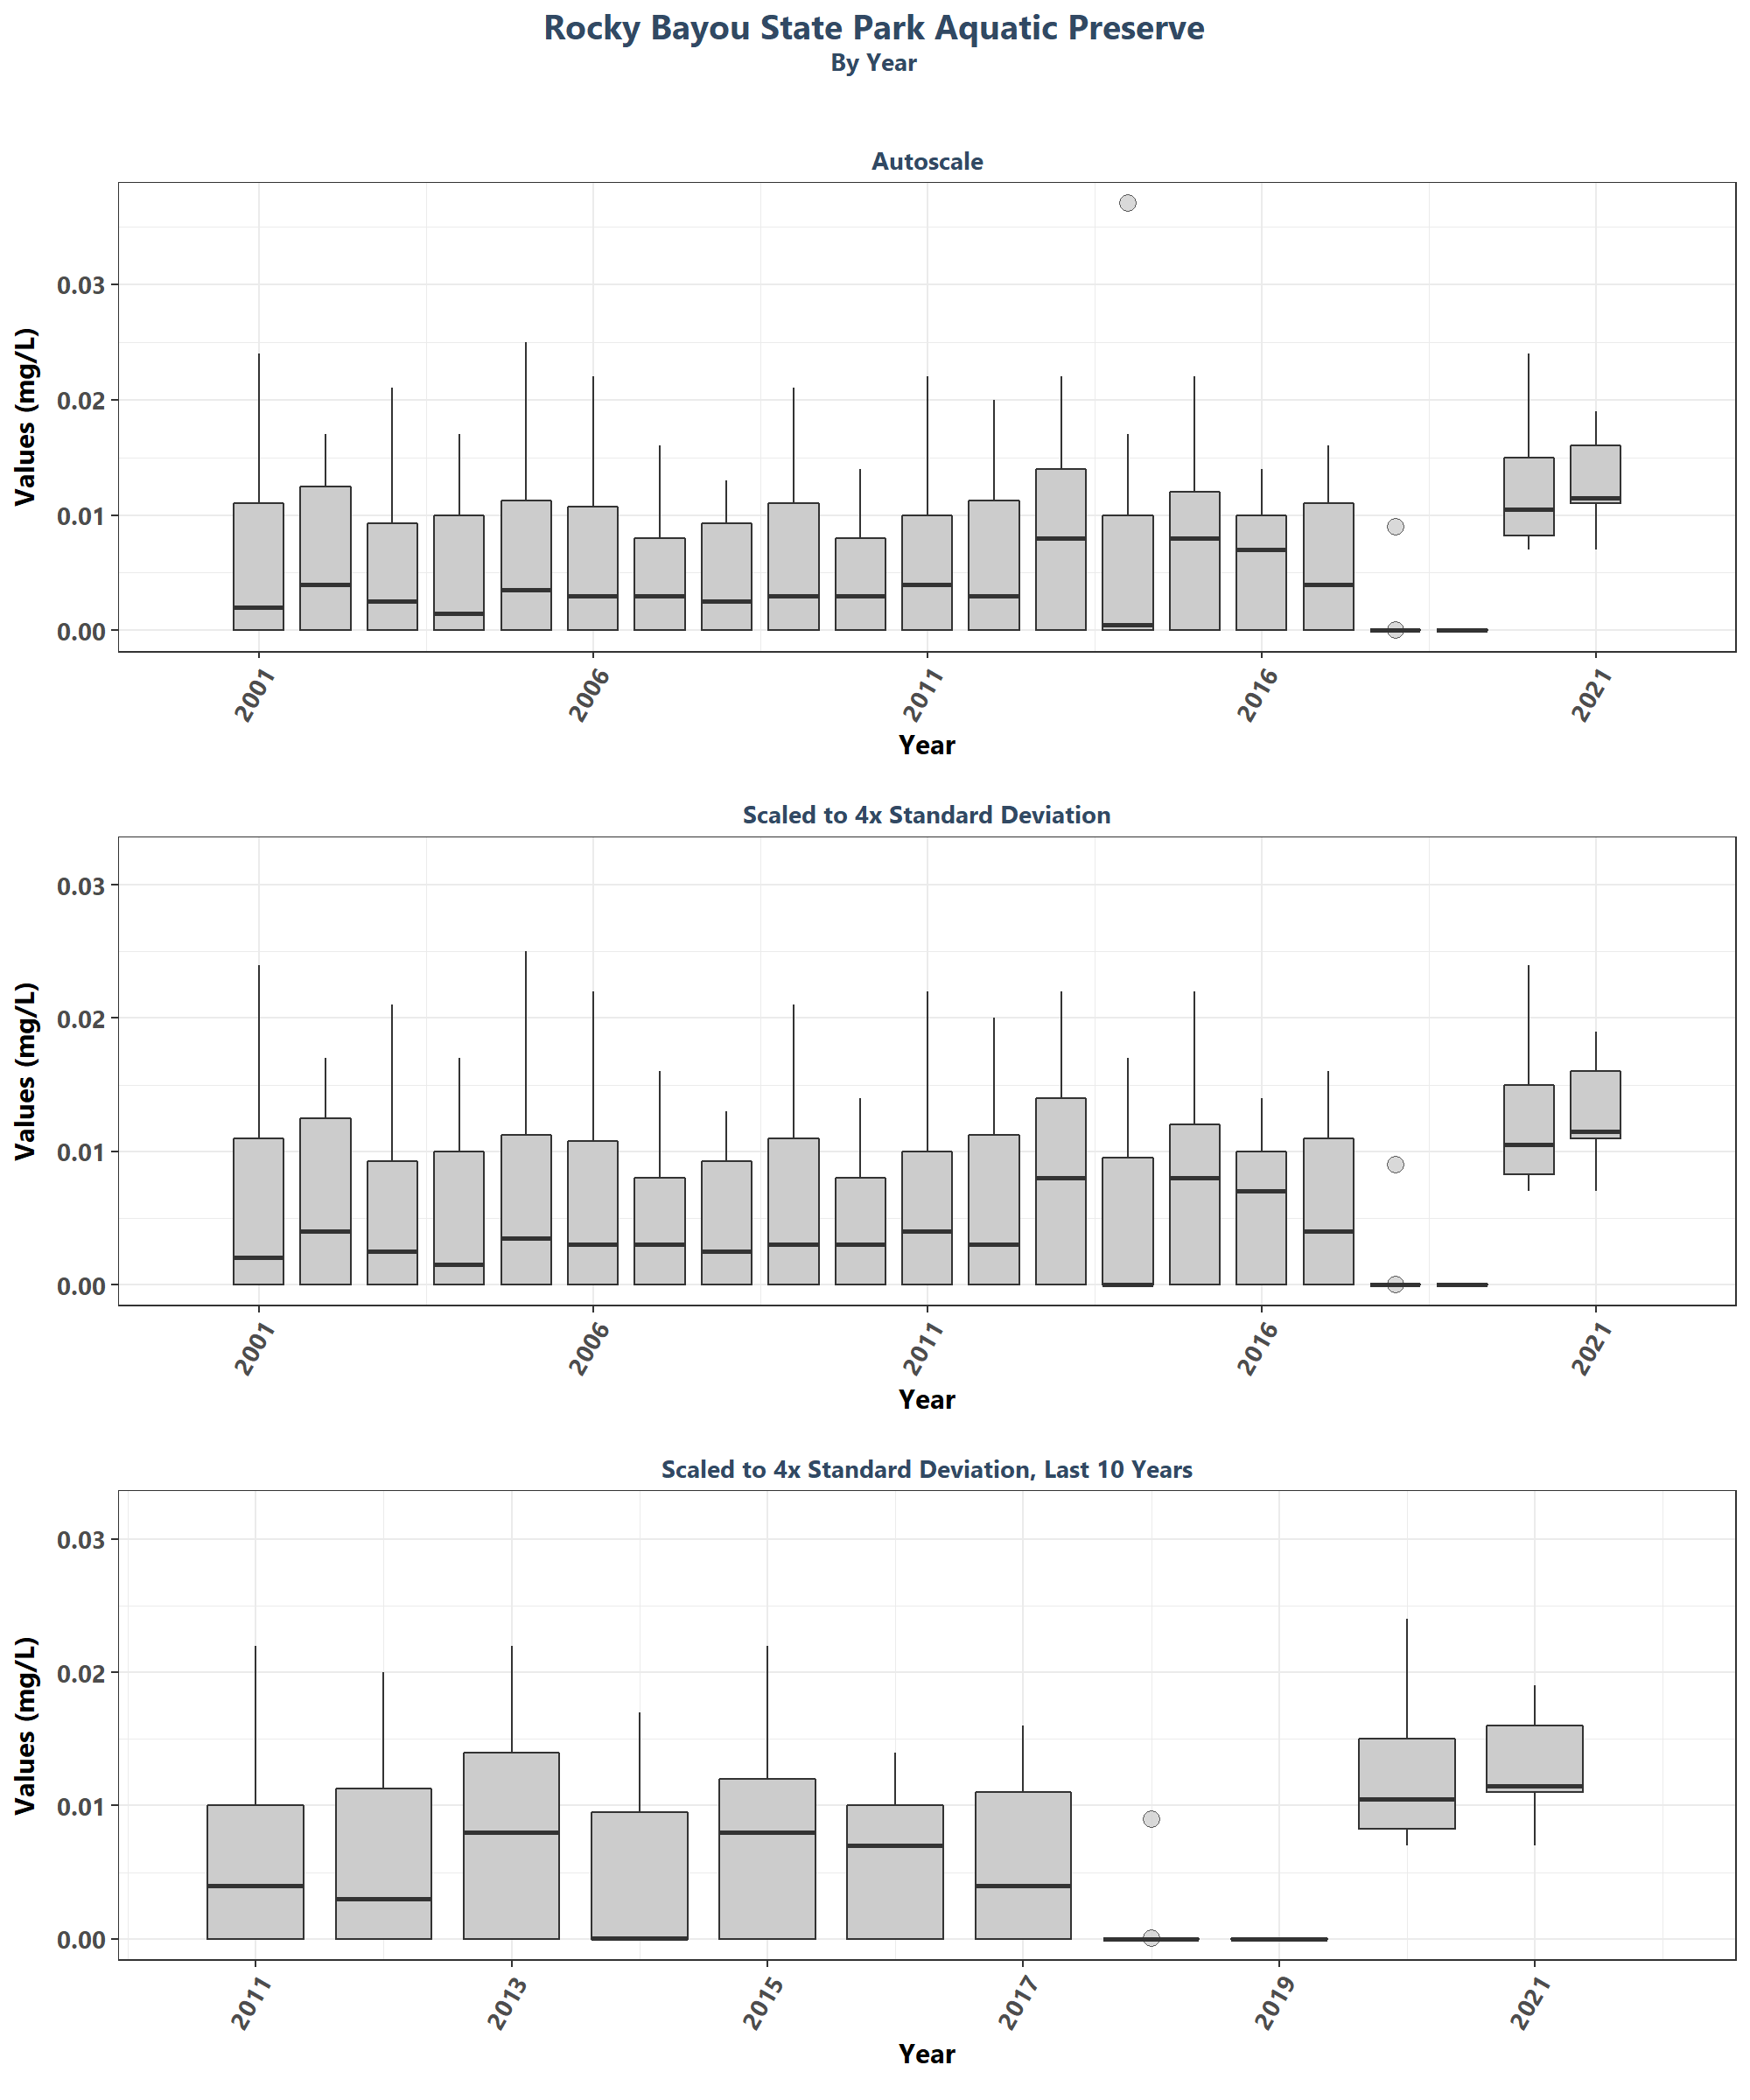 Rocky Bayou State Park Aquatic Preserve
By Year
Autoscale
Values (mg/L)
0.03
0.02
0.01
0.00
2001 2006 2011 2016 2021
Year
Scaled to 4x Standard Deviation
Values (mg/L)
0.03
0.02
0.01
0.00
2001 2006 2011 2016 2021
Year
Scaled to 4x Standard Deviation, Last 10 Years
Values (mg/L)
0.03
0.02
0.01
0.00
2011 2013 2015 2017 2019 2021
Year